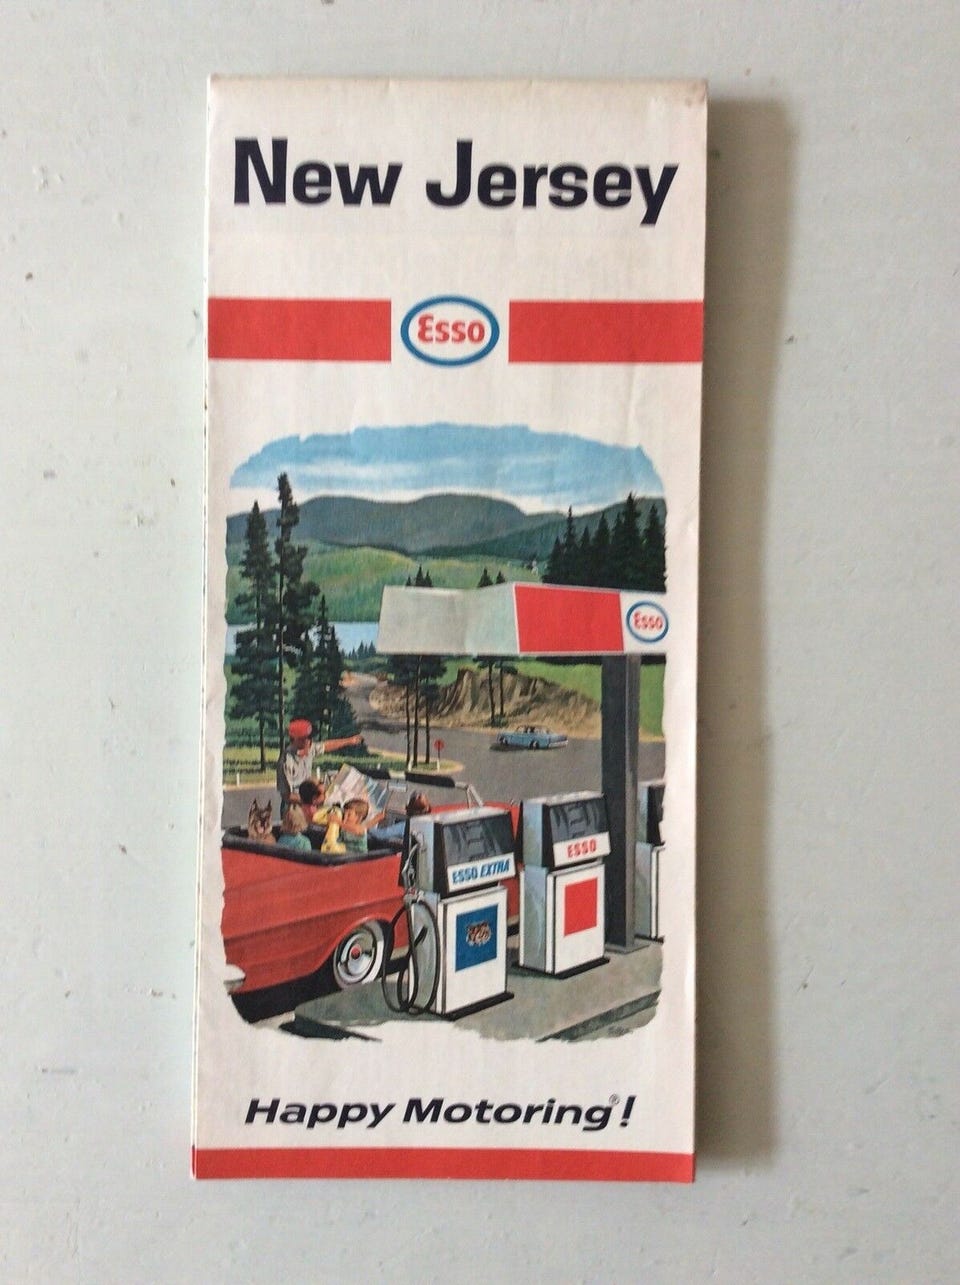 New Jersey
Esso
Esso
ESSO EXTRA
ESSO
Happy Motoring®!